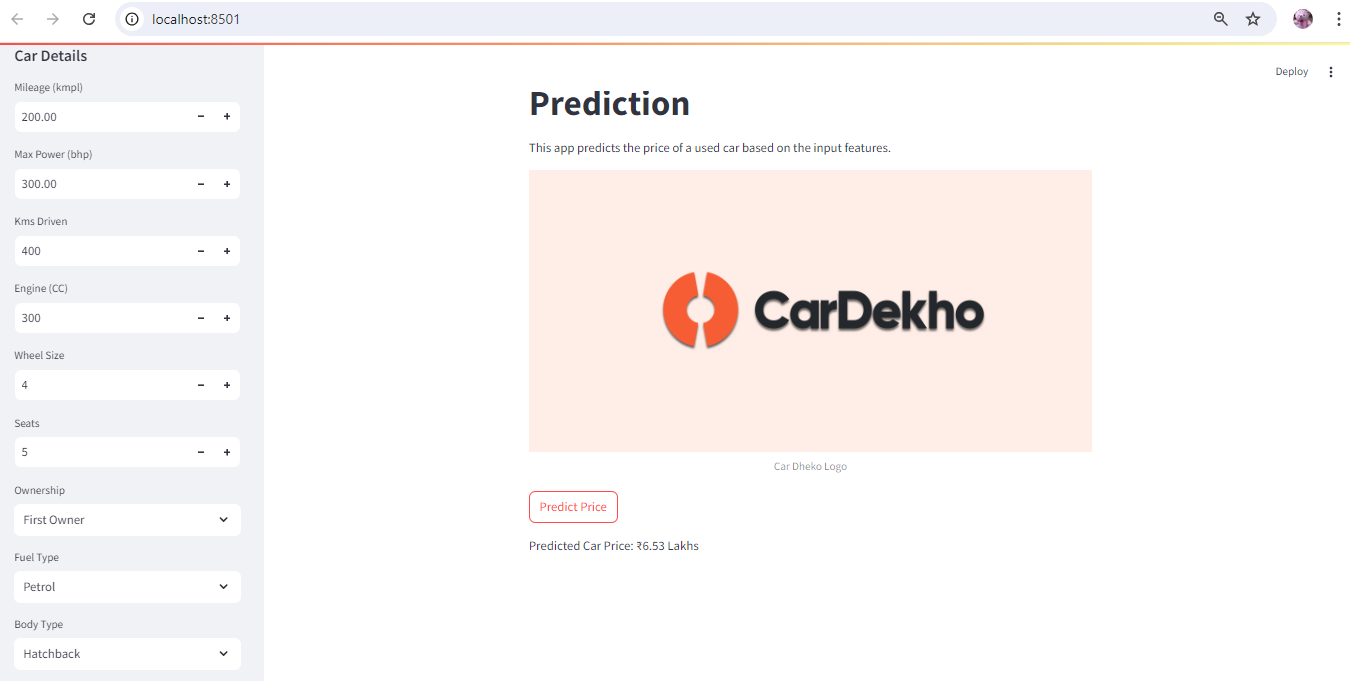 localhost:8501
Car Details
Mileage (kmpl)
200.00
Max Power (bhp)
300.00
Kms Driven
400
Engine (CC)
300
Wheel Size
4
Seats
5
Ownership
First Owner
Fuel Type
Petrol
Body Type
Hatchback
Deploy
Prediction
This app predicts the price of a used car based on the input features.
CarDekho
Car Dheko Logo
Predict Price
Predicted Car Price: ₹6.53 Lakhs